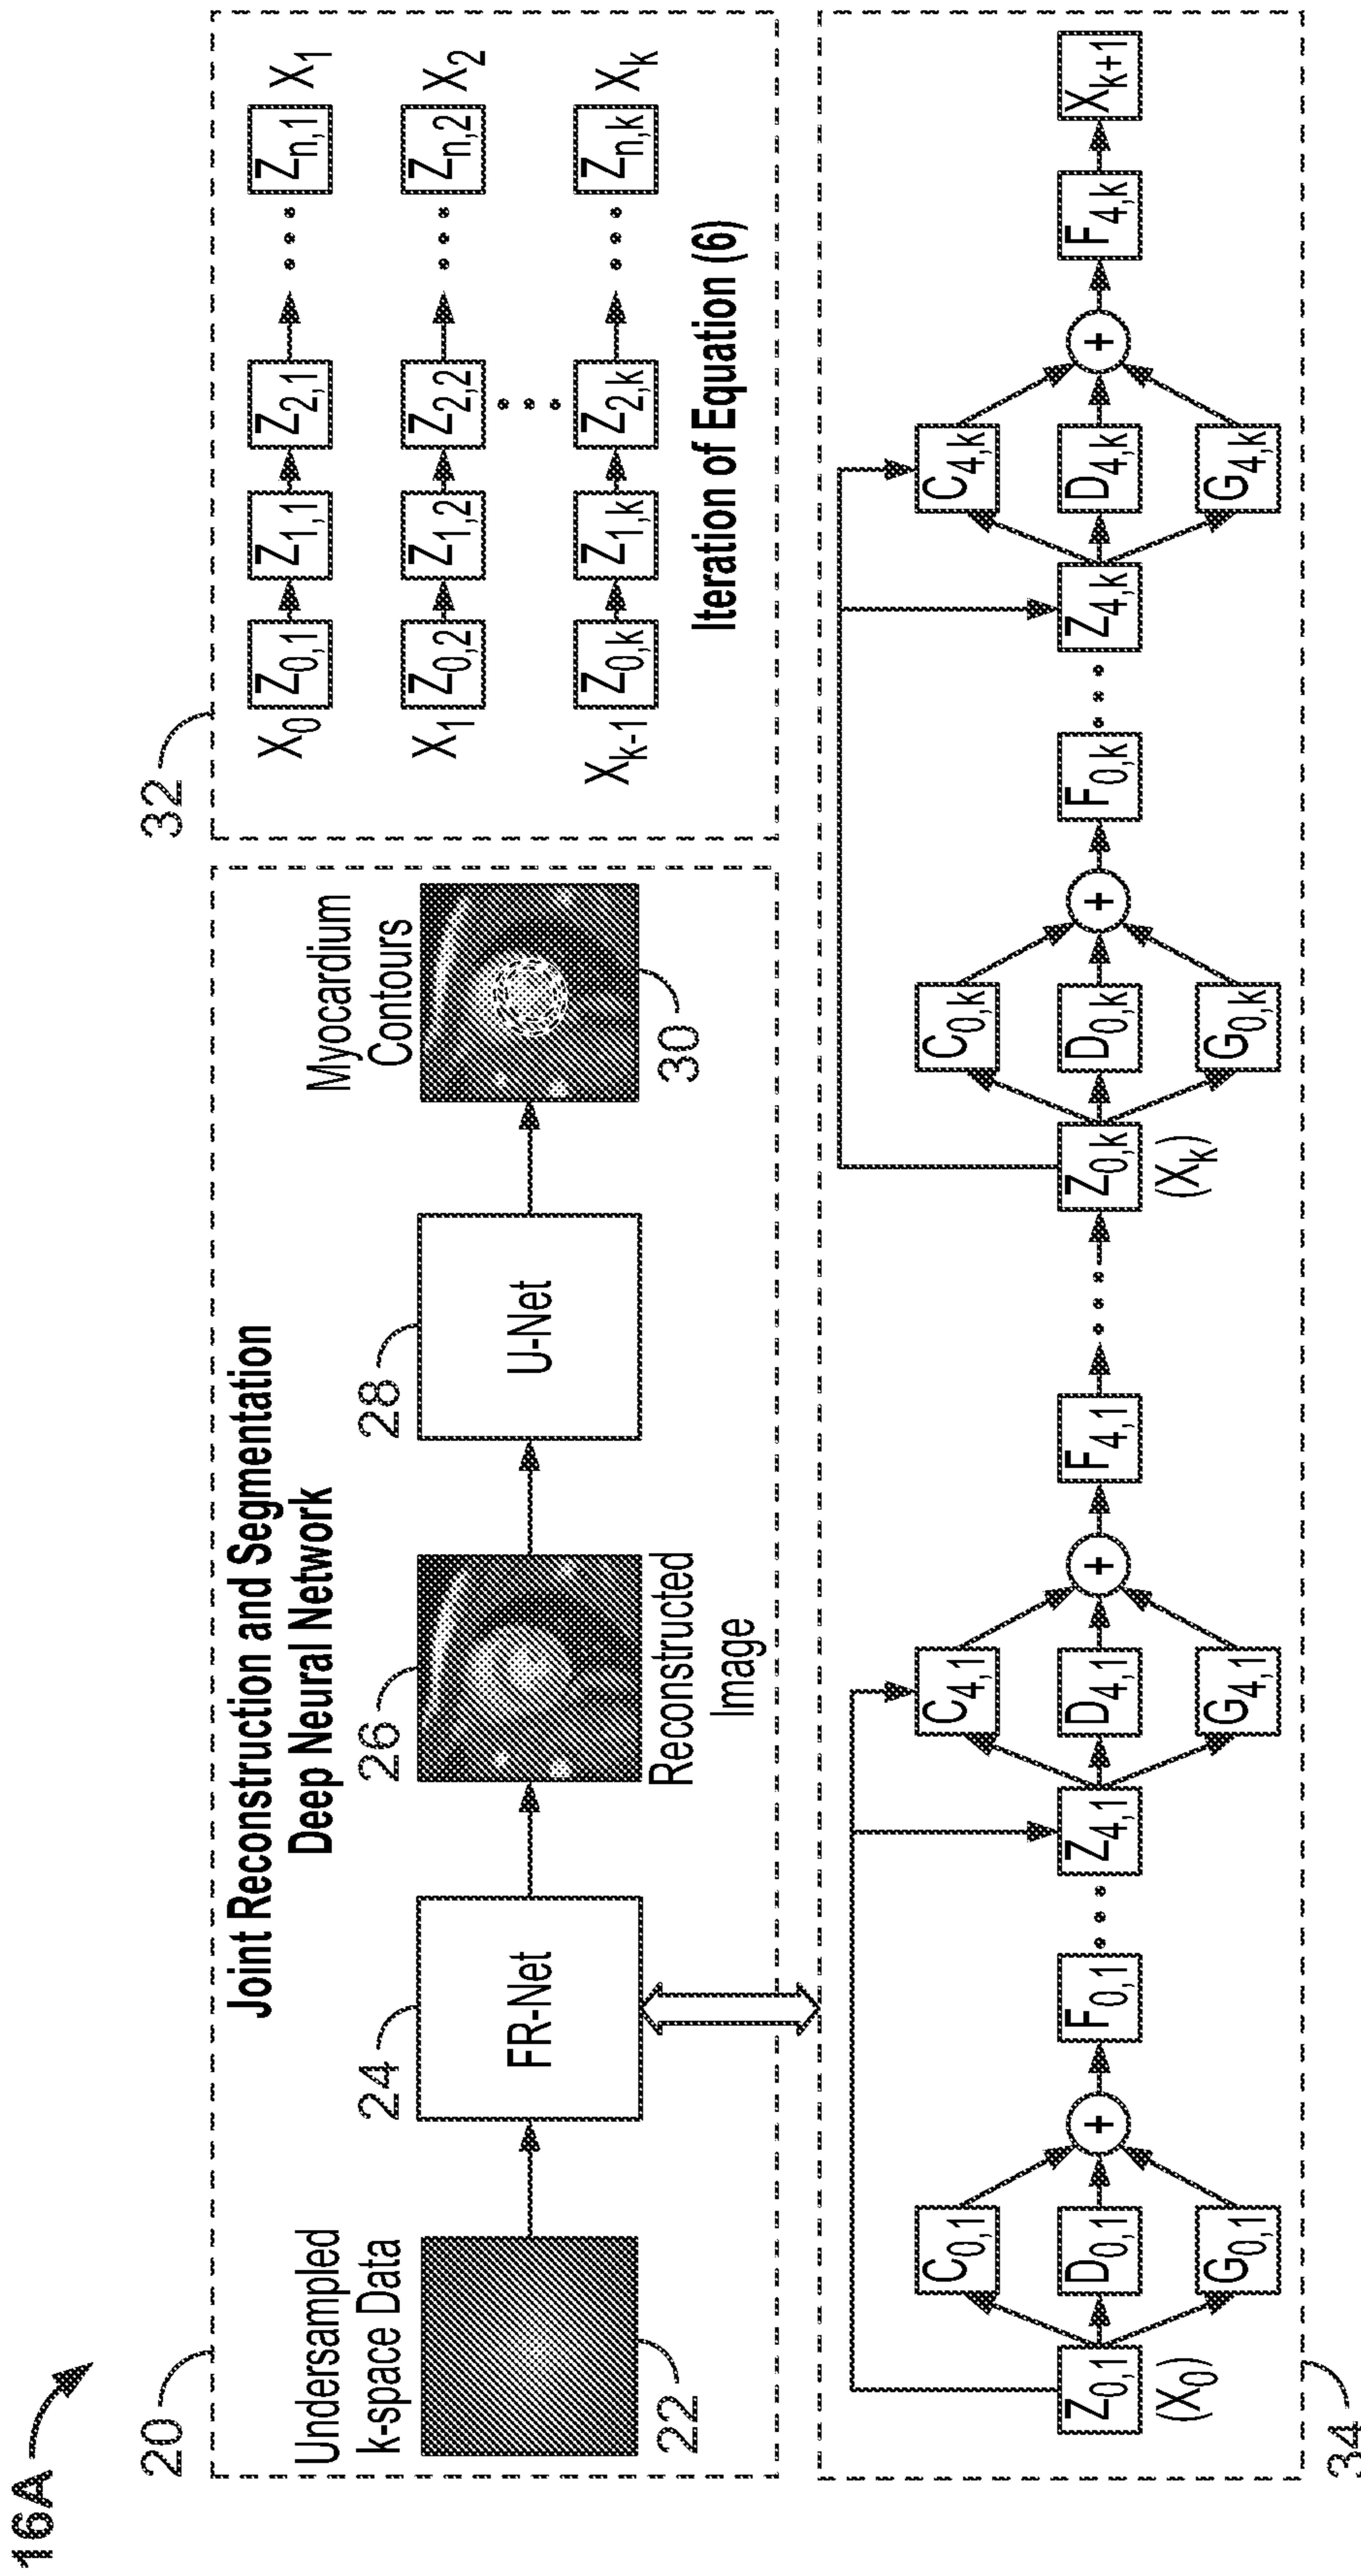 16A
20
Joint Reconstruction and Segmentation
Deep Neural Network
Undersampled
k-space Data
22
24
FR-Net
26
Reconstructed
Image
28
U-Net
Myocardium
Contours
30
32
X0 Z0,1 Z1,1 Z2,1 Zn,1 X1
X1 Z0,2 Z1,2 Z2,2 Zn,2 X2
Xk-1 Z0,k Z1,k Z2,k Zn,k Xk
Iteration of Equation (6)
C0,1 C4,1 C0,k C4,k
Z0,1 D0,1 + F0,1 Z4,1 D4,1 + F4,1 Z0,k D0,k + F0,k Z4,k D4,k + F4,k Xk+1
(X0) (Xk)
G0,1 G4,1 G0,k G4,k
34